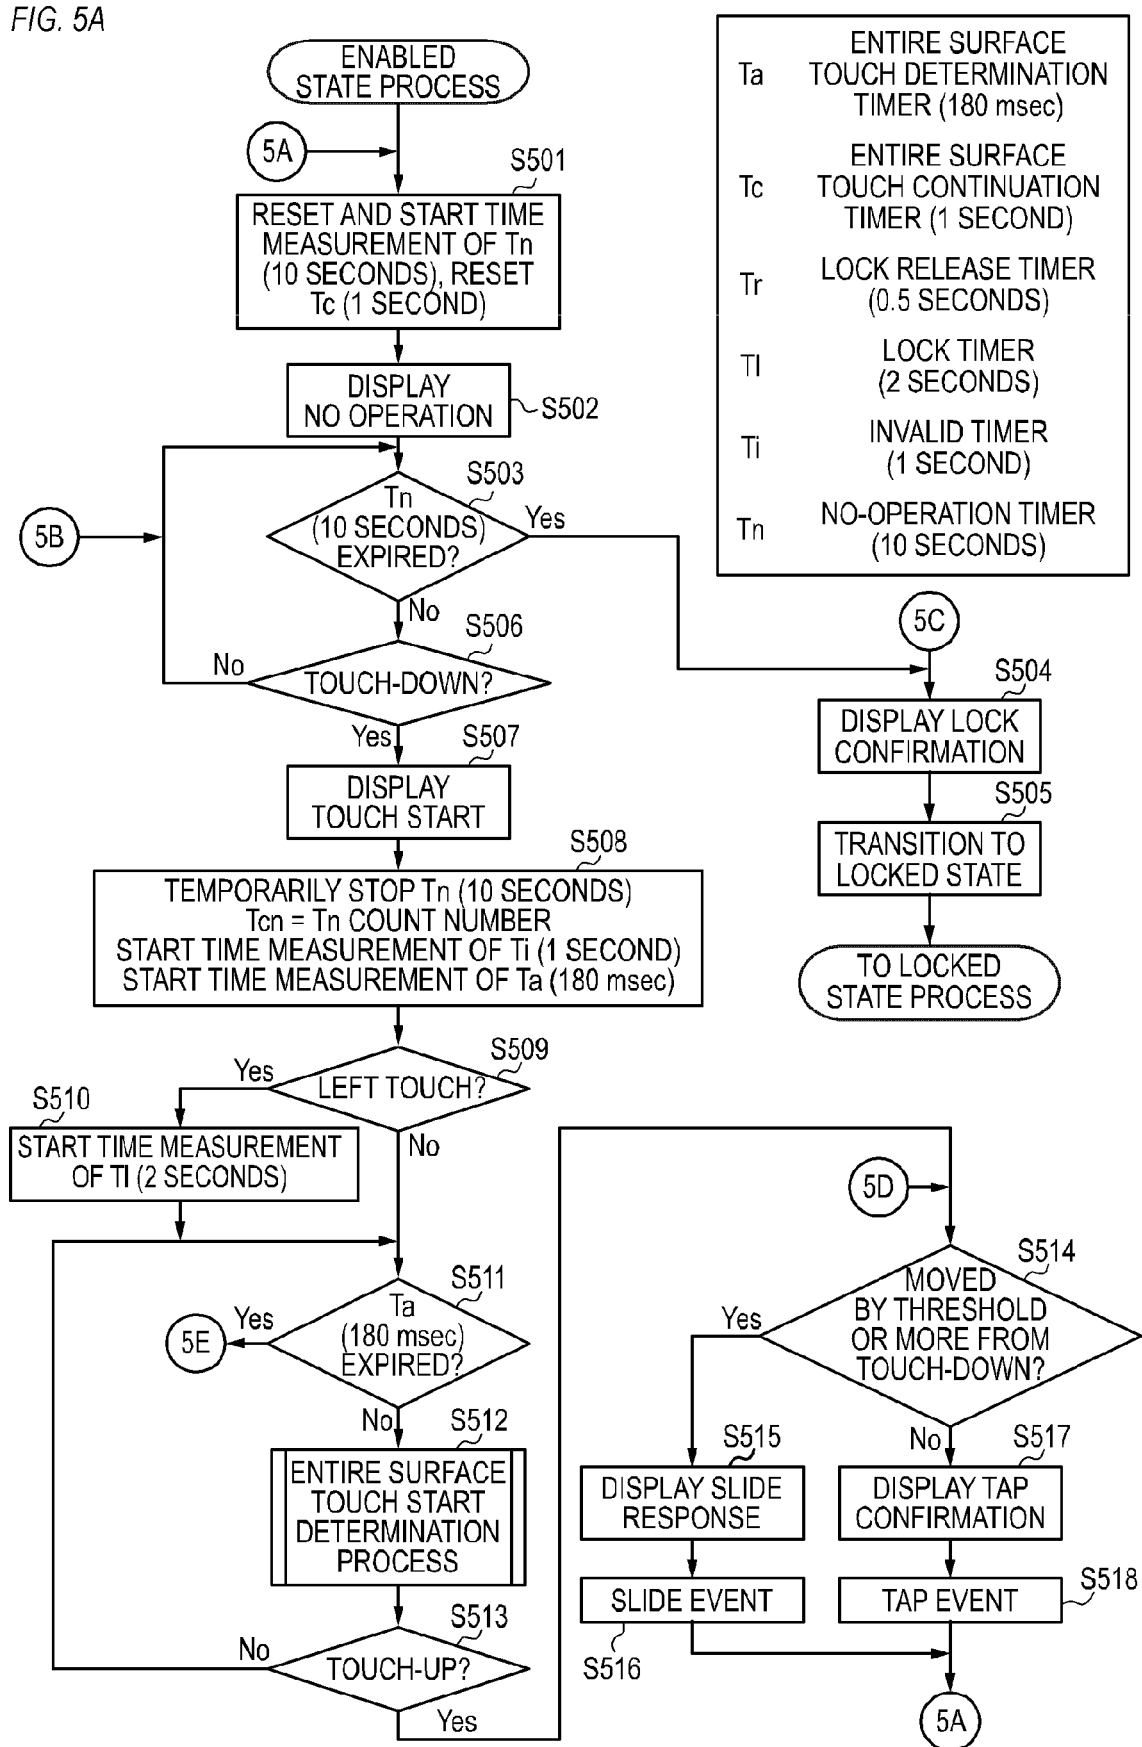 FIG. 5A
ENABLED
STATE PROCESS
5A
S501
RESET AND START TIME
MEASUREMENT OF Tn
(10 SECONDS), RESET
Tc (1 SECOND)
DISPLAY
NO OPERATION
S502
S503
Tn
(10 SECONDS)
EXPIRED?
Yes
5B
No
S506
TOUCH-DOWN?
No
Yes
S507
DISPLAY
TOUCH START
S508
TEMPORARILY STOP Tn (10 SECONDS)
Tcn = Tn COUNT NUMBER
START TIME MEASUREMENT OF Ti (1 SECOND)
START TIME MEASUREMENT OF Ta (180 msec)
S509
LEFT TOUCH?
Yes
No
S510
START TIME MEASUREMENT
OF Tl (2 SECONDS)
S511
Ta
(180 msec)
EXPIRED?
Yes
5E
No
S512
ENTIRE SURFACE
TOUCH START
DETERMINATION
PROCESS
S513
TOUCH-UP?
No
Yes
Ta ENTIRE SURFACE
TOUCH DETERMINATION
TIMER (180 msec)
Tc ENTIRE SURFACE
TOUCH CONTINUATION
TIMER (1 SECOND)
Tr LOCK RELEASE TIMER
(0.5 SECONDS)
Tl LOCK TIMER
(2 SECONDS)
Ti INVALID TIMER
(1 SECOND)
Tn NO-OPERATION TIMER
(10 SECONDS)
5C
S504
DISPLAY LOCK
CONFIRMATION
S505
TRANSITION TO
LOCKED STATE
TO LOCKED
STATE PROCESS
5D
S514
MOVED
BY THRESHOLD
OR MORE FROM
TOUCH-DOWN?
Yes
No
S515
DISPLAY SLIDE
RESPONSE
S517
DISPLAY TAP
CONFIRMATION
SLIDE EVENT
S516
TAP EVENT
S518
5A